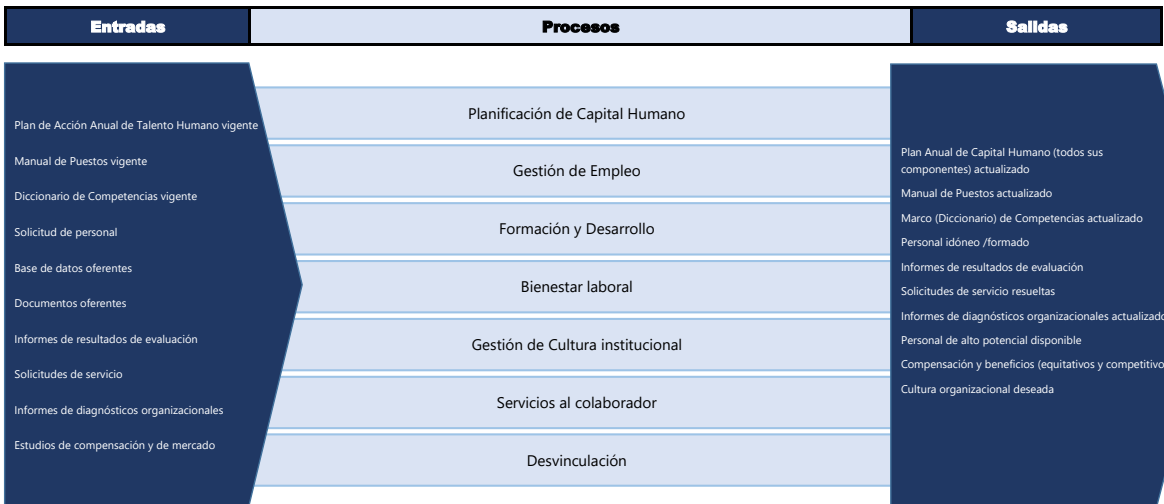 Entradas
Procesos
Salidas
Plan de Acción Anual de Talento Humano vigente
Manual de Puestos vigente
Diccionario de Competencias vigente
Solicitud de personal
Base de datos oferentes
Documentos oferentes
Informes de resultados de evaluación
Solicitudes de servicio
Informes de diagnósticos organizacionales
Estudios de compensación y de mercado
Planificación de Capital Humano
Gestión de Empleo
Formación y Desarrollo
Bienestar laboral
Gestión de Cultura institucional
Servicios al colaborador
Desvinculación
Plan Anual de Capital Humano (todos sus
componentes) actualizado
Manual de Puestos actualizado
Marco (Diccionario) de Competencias actualizado
Personal idóneo /formado
Informes de resultados de evaluación
Solicitudes de servicio resueltas
Informes de diagnósticos organizacionales actualizado
Personal de alto potencial disponible
Compensación y beneficios (equitativos y competitivo
Cultura organizacional deseada